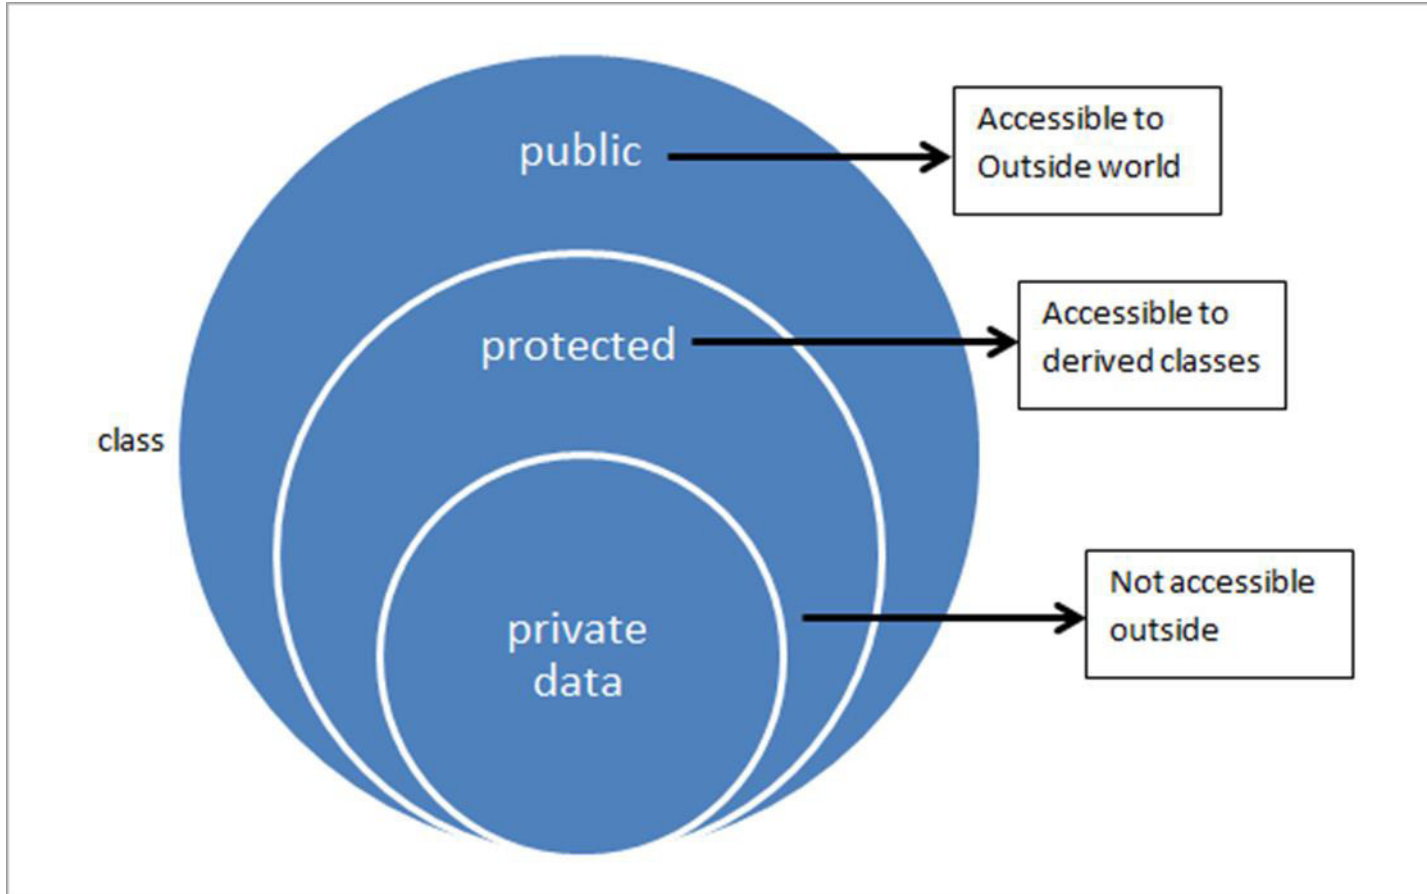 public
Accessible to
Outside world
protected
Accessible to
derived classes
class
private
data
Not accessible
outside